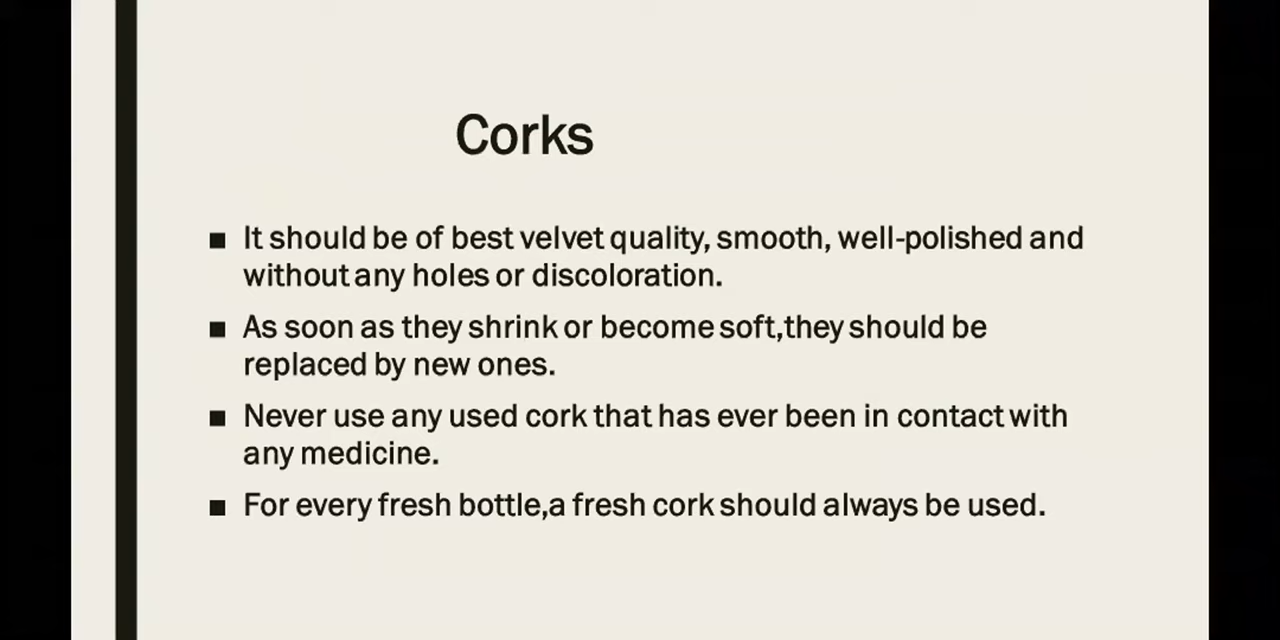 Corks
It should be of best velvet quality, smooth, well-polished and
without any holes or discoloration.
As soon as they shrink or become soft,they should be
replaced by new ones.
Never use any used cork that has ever been in contact with
any medicine.
For every fresh bottle,a fresh cork should always be used.